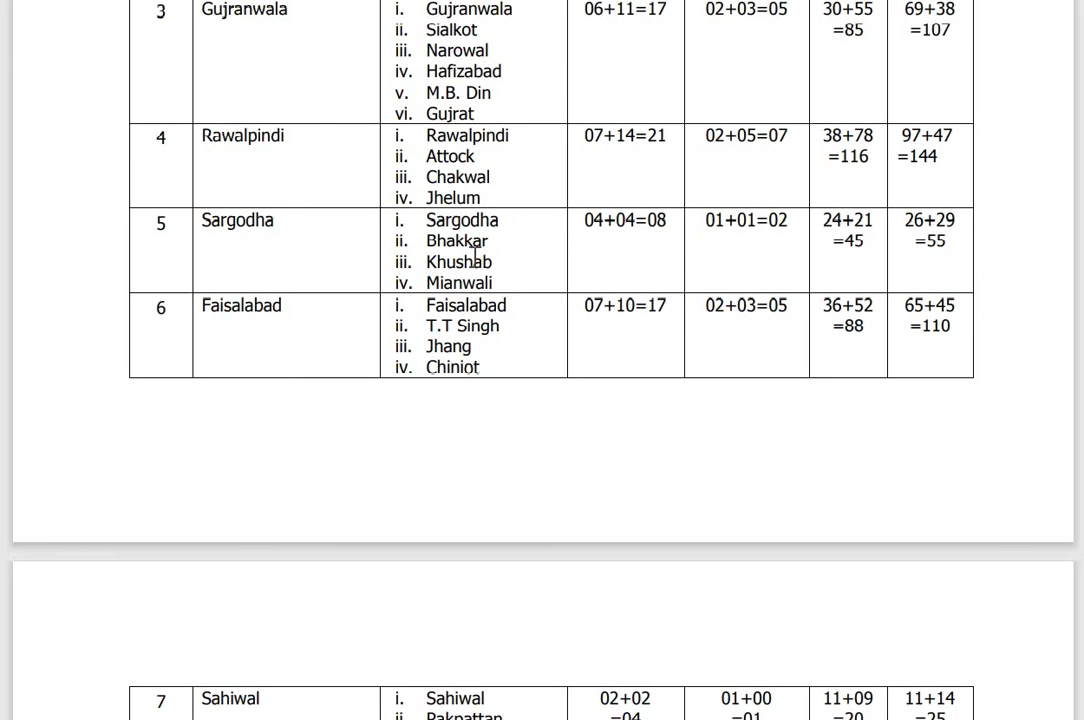 3 Gujranwala i. Gujranwala 06+11=17 02+03=05 30+55 69+38
ii. Sialkot =85 =107
iii. Narowal
iv. Hafizabad
v. M.B. Din
vi. Gujrat
4 Rawalpindi i. Rawalpindi 07+14=21 02+05=07 38+78 97+47
ii. Attock =116 =144
iii. Chakwal
iv. Jhelum
5 Sargodha i. Sargodha 04+04=08 01+01=02 24+21 26+29
ii. Bhakkar =45 =55
iii. Khushab
iv. Mianwali
6 Faisalabad i. Faisalabad 07+10=17 02+03=05 36+52 65+45
ii. T.T Singh =88 =110
iii. Jhang
iv. Chiniot
7 Sahiwal i. Sahiwal 02+02 01+00 11+09 11+14
ii. Pakpattan =04 =01 =20 =25